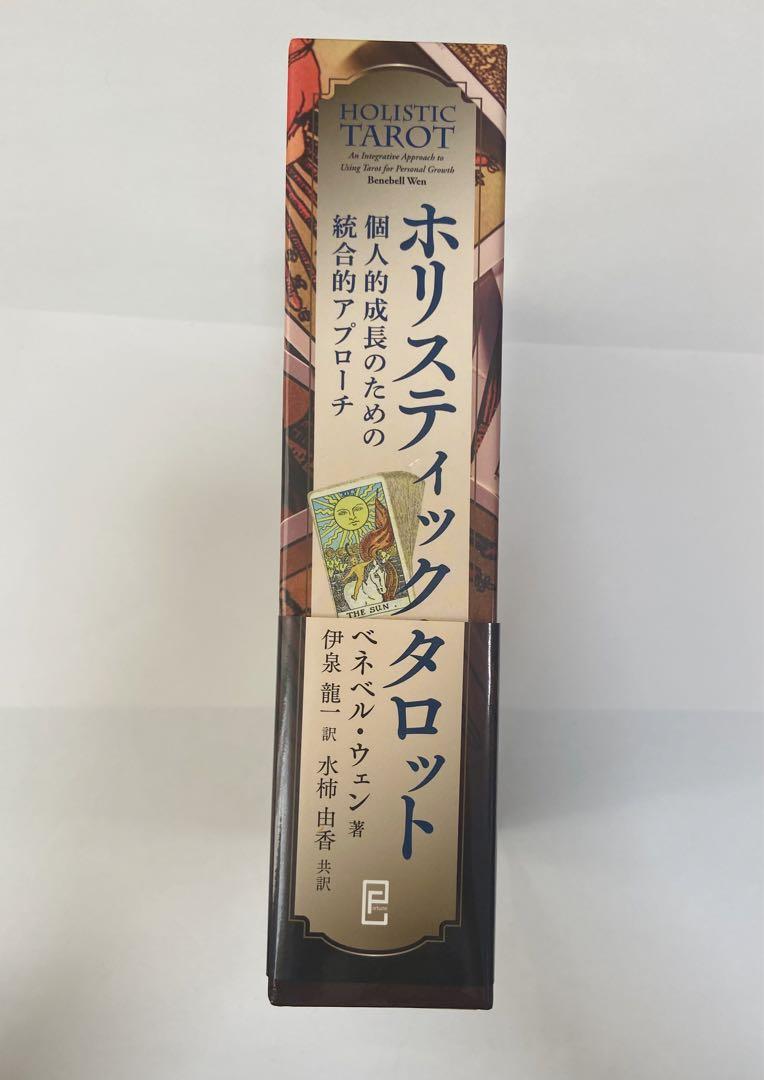 HOLISTIC
TAROT
An Integrative Approach to
Using Tarot for Personal Growth
Benebell Wen
ホリスティックタロット
個人的成長のための
統合的アプローチ
THE SUN.
ベネベル・ウェン 著
伊泉 龍一 訳 水柿 由香 共訳